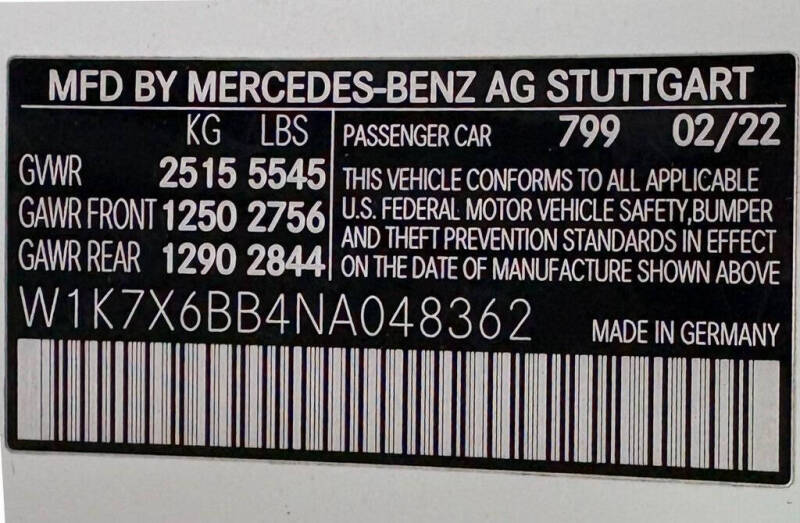 MFD BY MERCEDES-BENZ AG STUTTGART
KG LBS
GVWR 2515 5545
GAWR FRONT 1250 2756
GAWR REAR 1290 2844
PASSENGER CAR 799 02/22
THIS VEHICLE CONFORMS TO ALL APPLICABLE
U.S. FEDERAL MOTOR VEHICLE SAFETY,BUMPER
AND THEFT PREVENTION STANDARDS IN EFFECT
ON THE DATE OF MANUFACTURE SHOWN ABOVE
W1K7X6BB4NA048362
MADE IN GERMANY